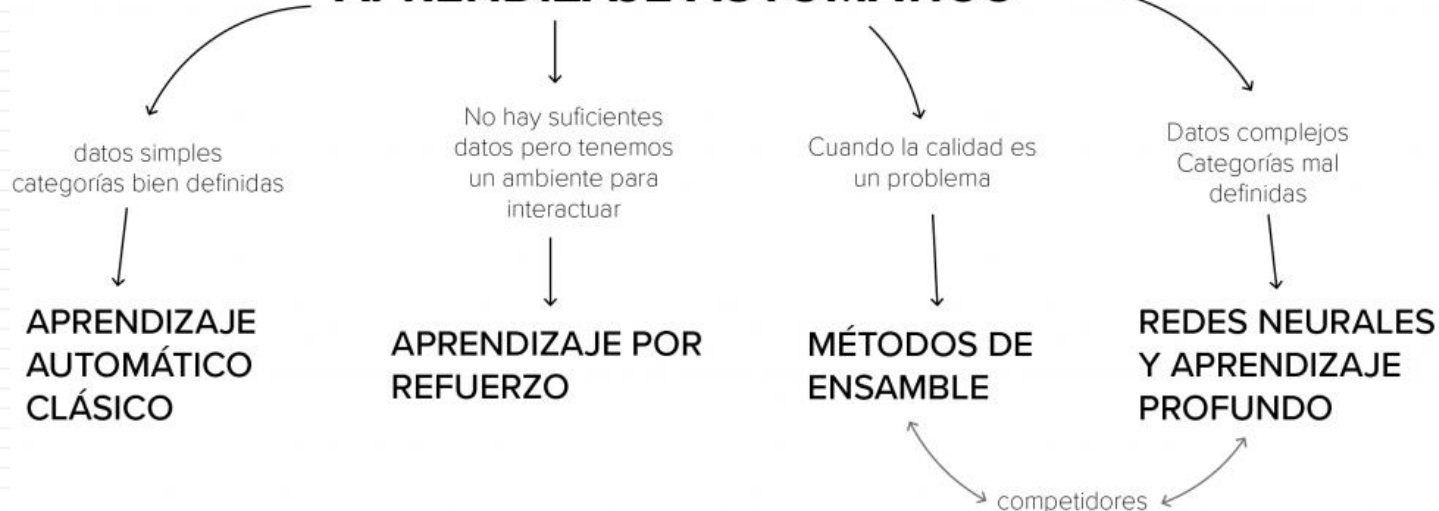 APRENDIZAJE AUTOMÁTICO
datos simples
categorías bien definidas
APRENDIZAJE
AUTOMÁTICO
CLÁSICO
No hay suficientes
datos pero tenemos
un ambiente para
interactuar
APRENDIZAJE POR
REFUERZO
Cuando la calidad es
un problema
MÉTODOS DE
ENSAMBLE
Datos complejos
Categorías mal
definidas
REDES NEURALES
Y APRENDIZAJE
PROFUNDO
competidores